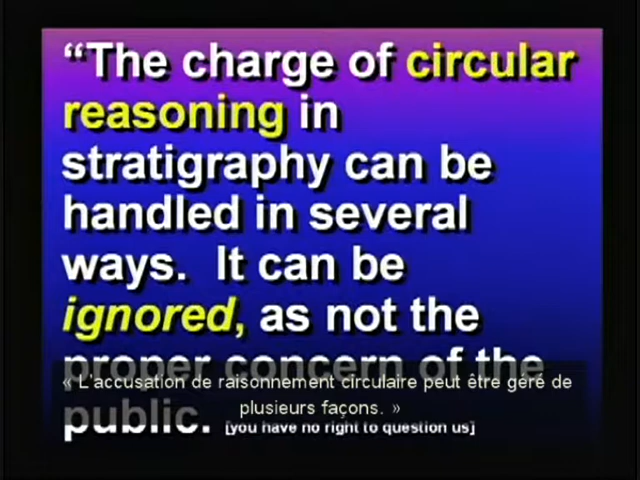 “The charge of circular
reasoning in
stratigraphy can be
handled in several
ways. It can be
ignored, as not the
proper concern of the
« L'accusation de raisonnement circulaire peut être géré de
plusieurs façons. »
public. [you have no right to question us]